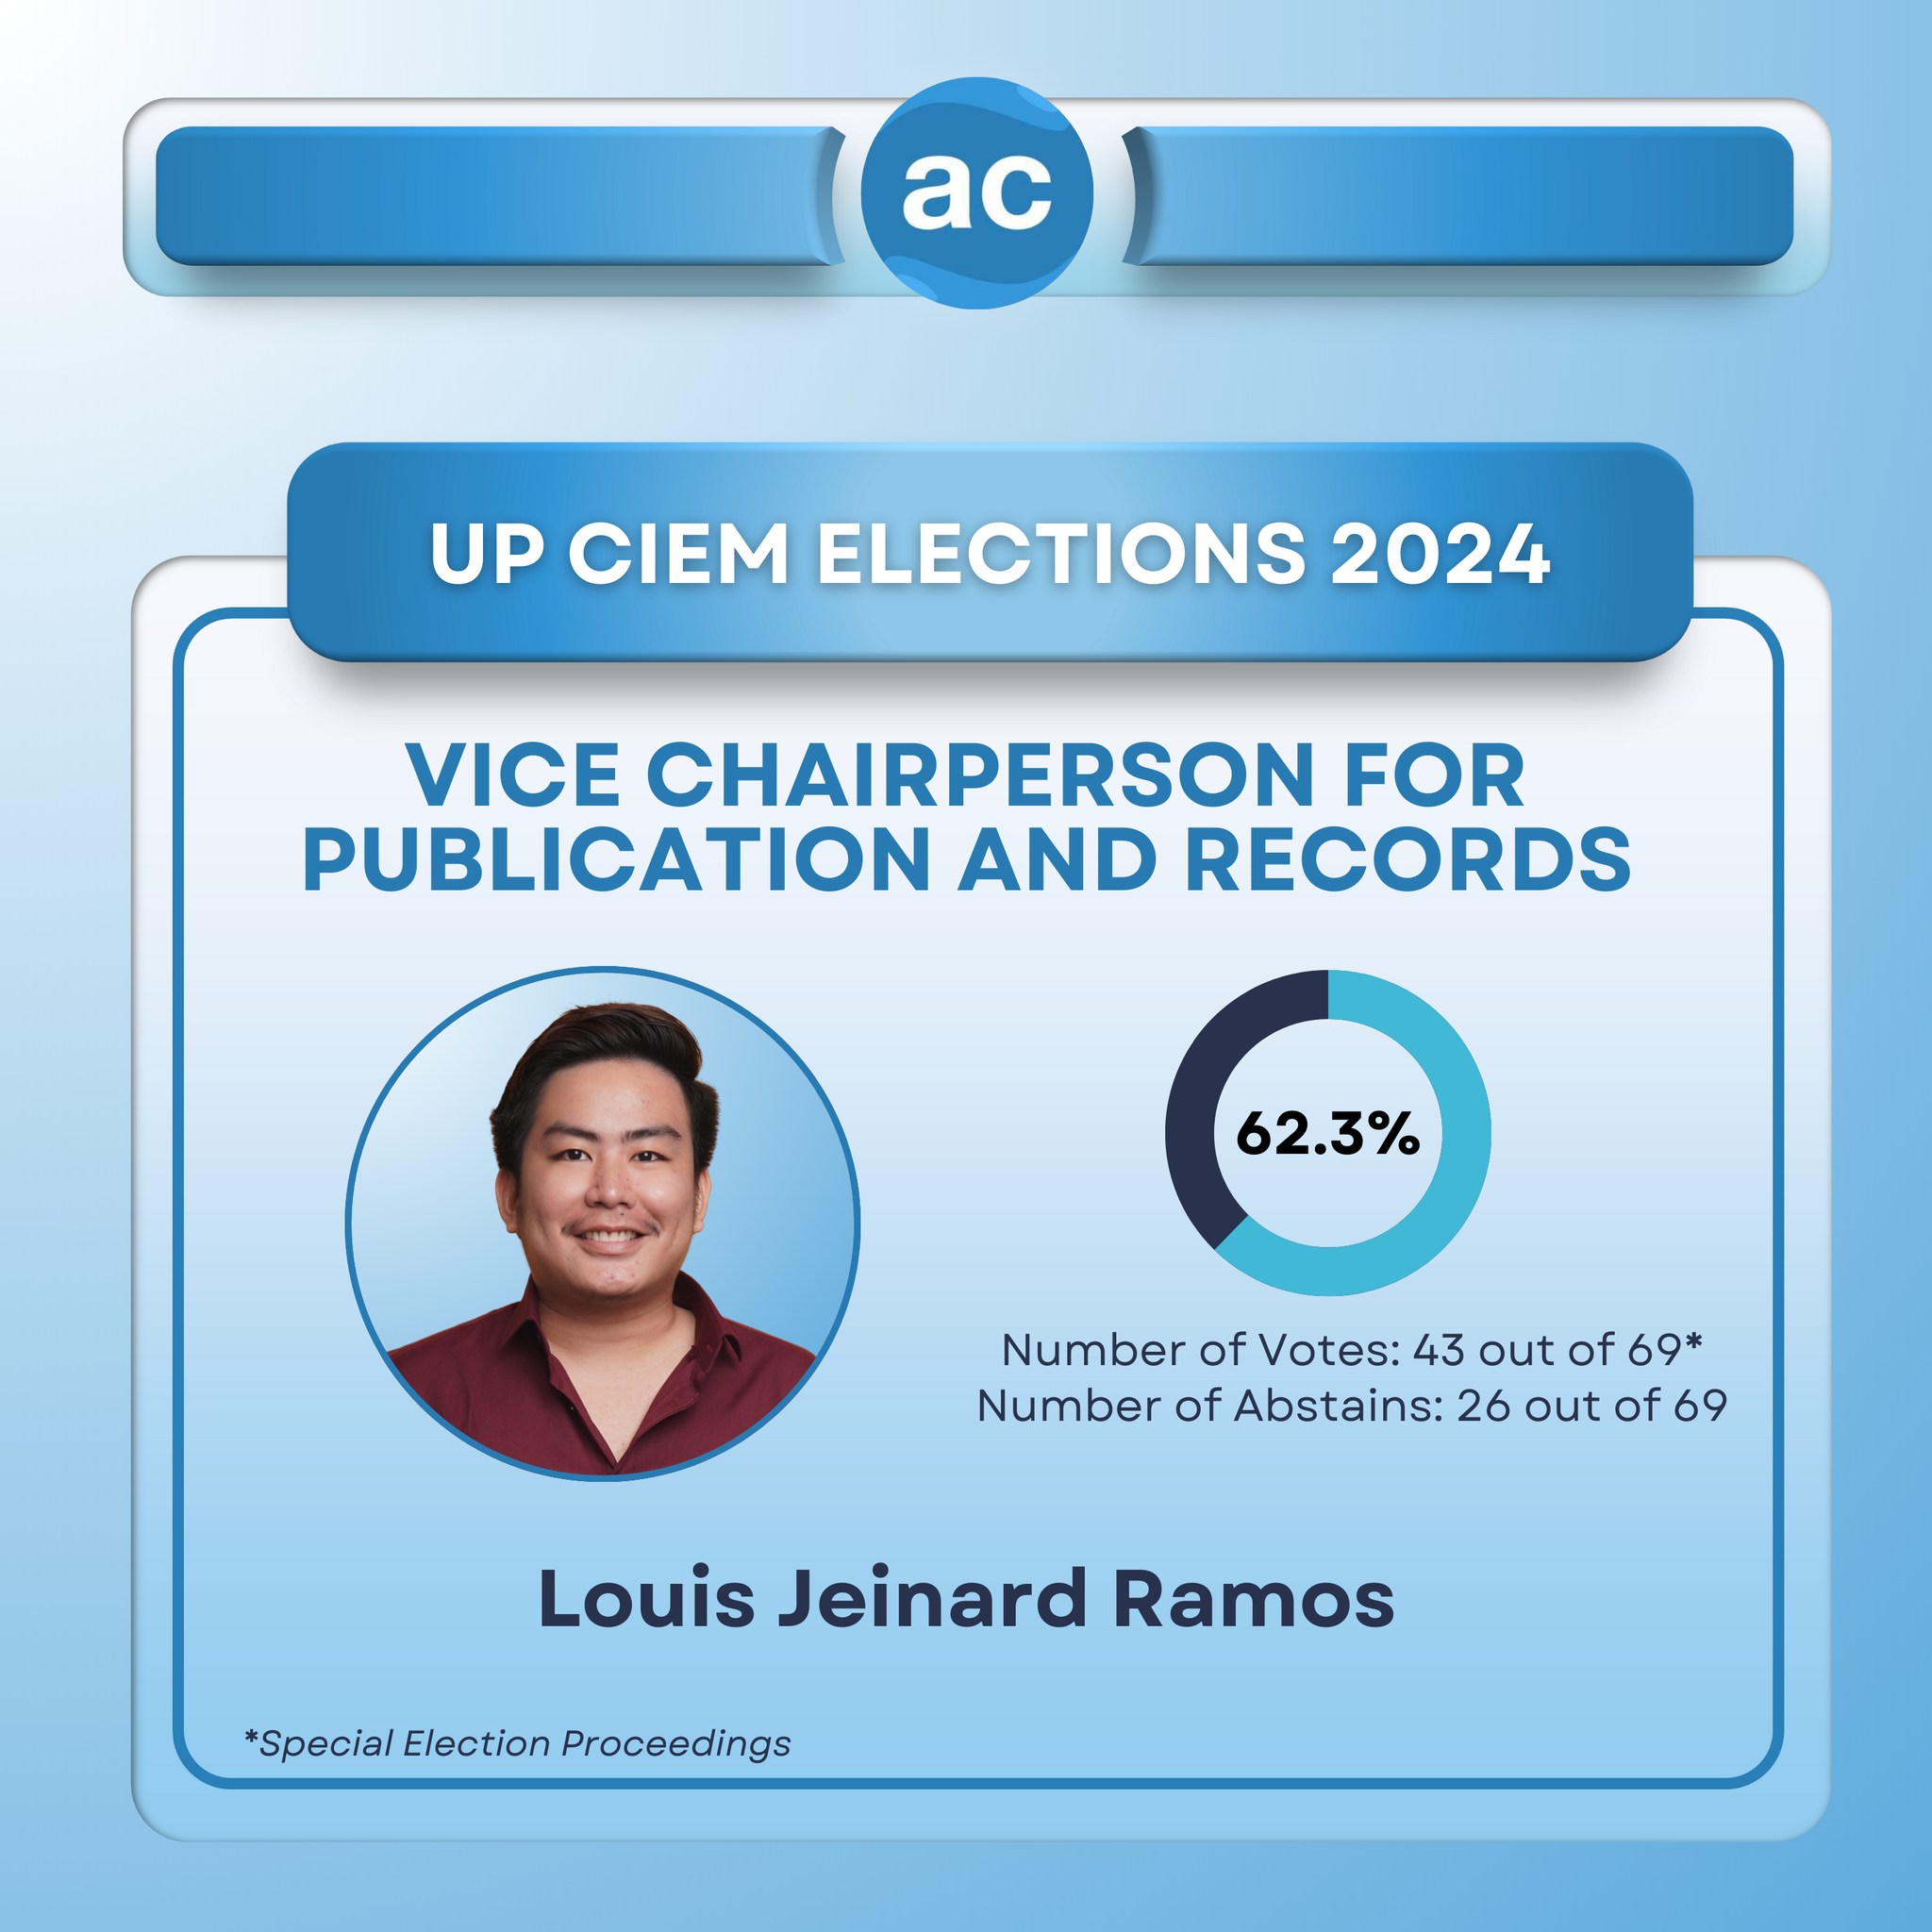 ac
UP CIEM ELECTIONS 2024
VICE CHAIRPERSON FOR
PUBLICATION AND RECORDS
62.3%
Number of Votes: 43 out of 69*
Number of Abstains: 26 out of 69
Louis Jeinard Ramos
*Special Election Proceedings